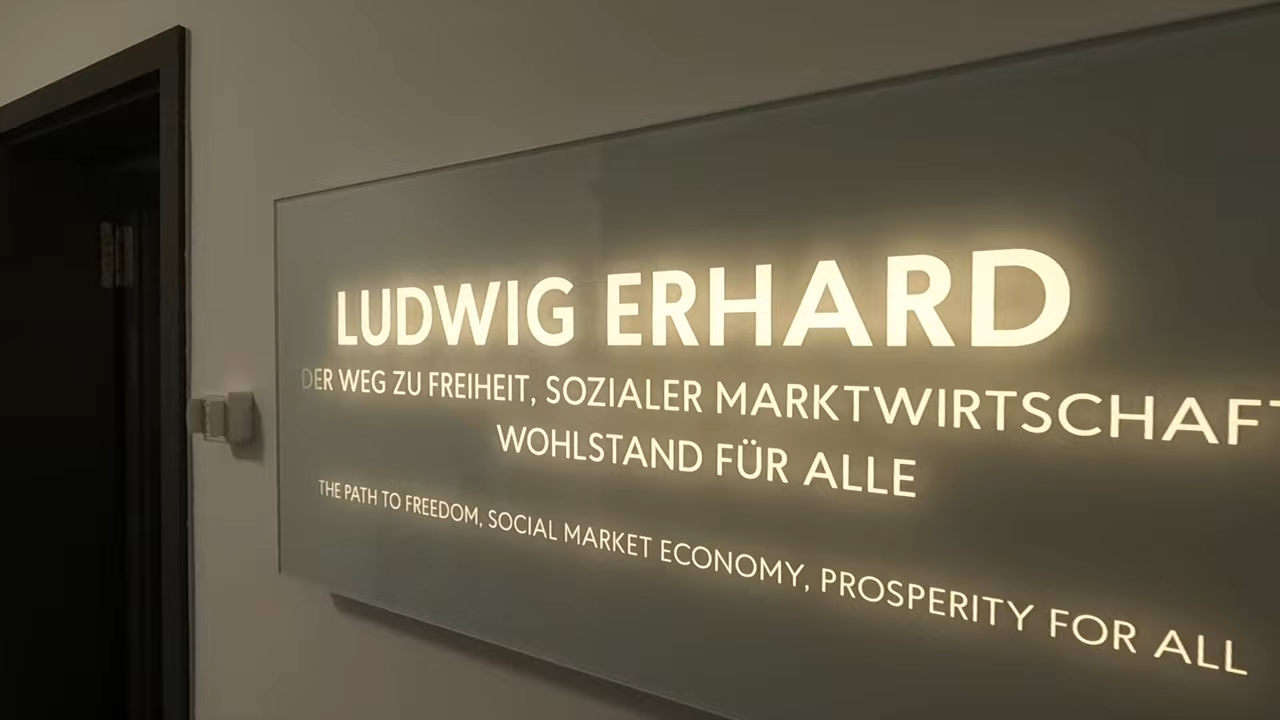 LUDWIG ERHARD
DER WEG ZU FREIHEIT, SOZIALER MARKTWIRTSCHAFT
WOHLSTAND FÜR ALLE
THE PATH TO FREEDOM, SOCIAL MARKET ECONOMY, PROSPERITY FOR ALL